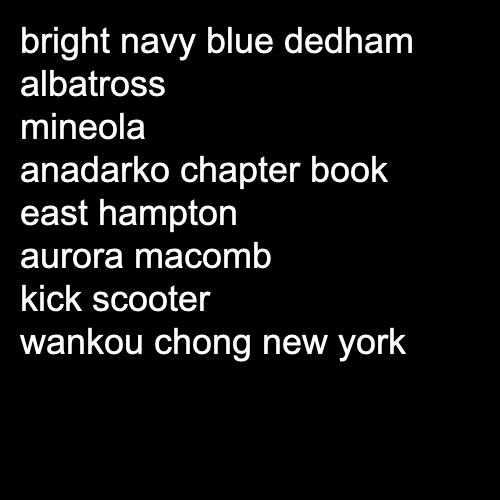 bright navy blue dedham
albatross
mineola
anadarko chapter book
east hampton
aurora macomb
kick scooter
wankou chong new york